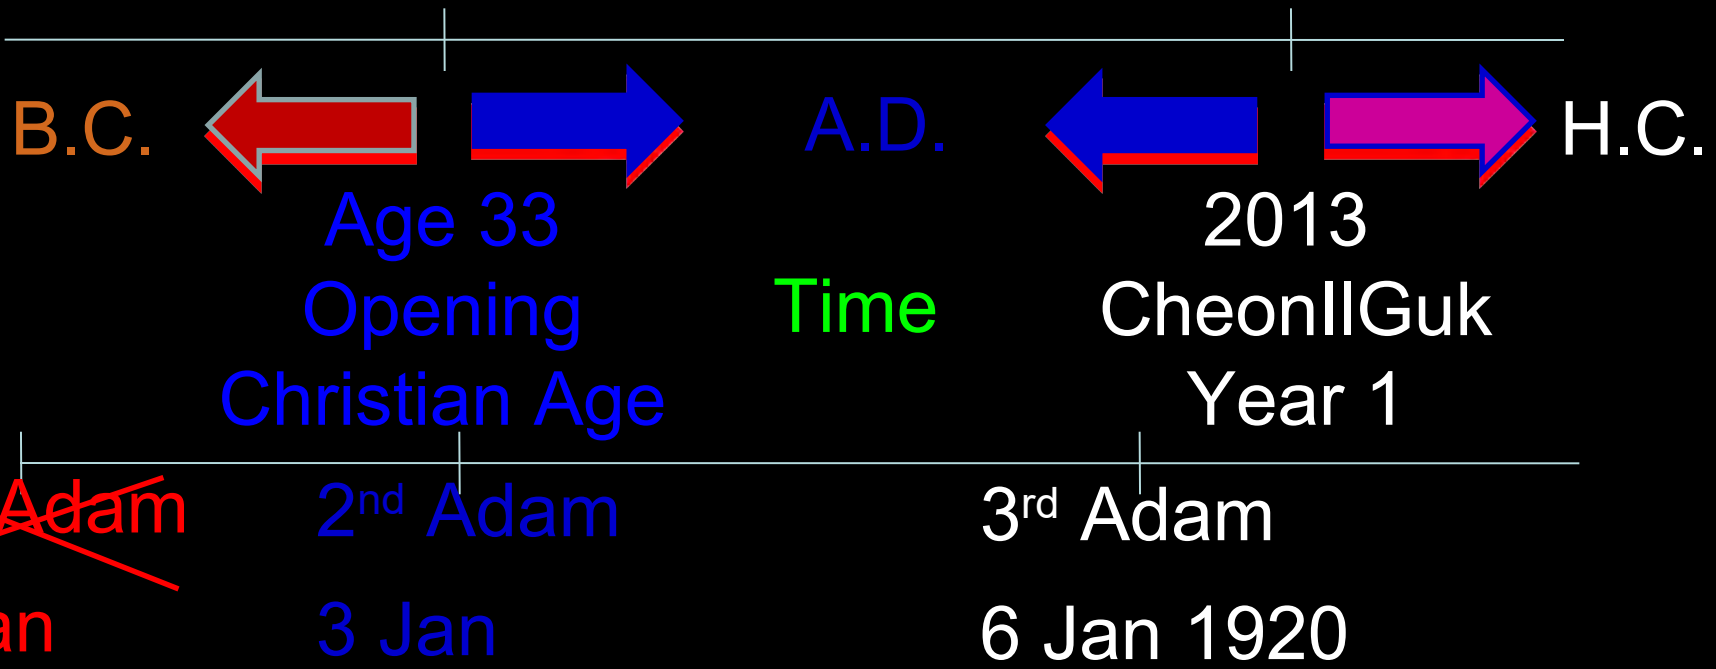 B.C. A.D. H.C.
Age 33 2013
Opening Time CheonIlGuk
Christian Age Year 1
Adam 2nd Adam 3rd Adam
3 Jan 6 Jan 1920